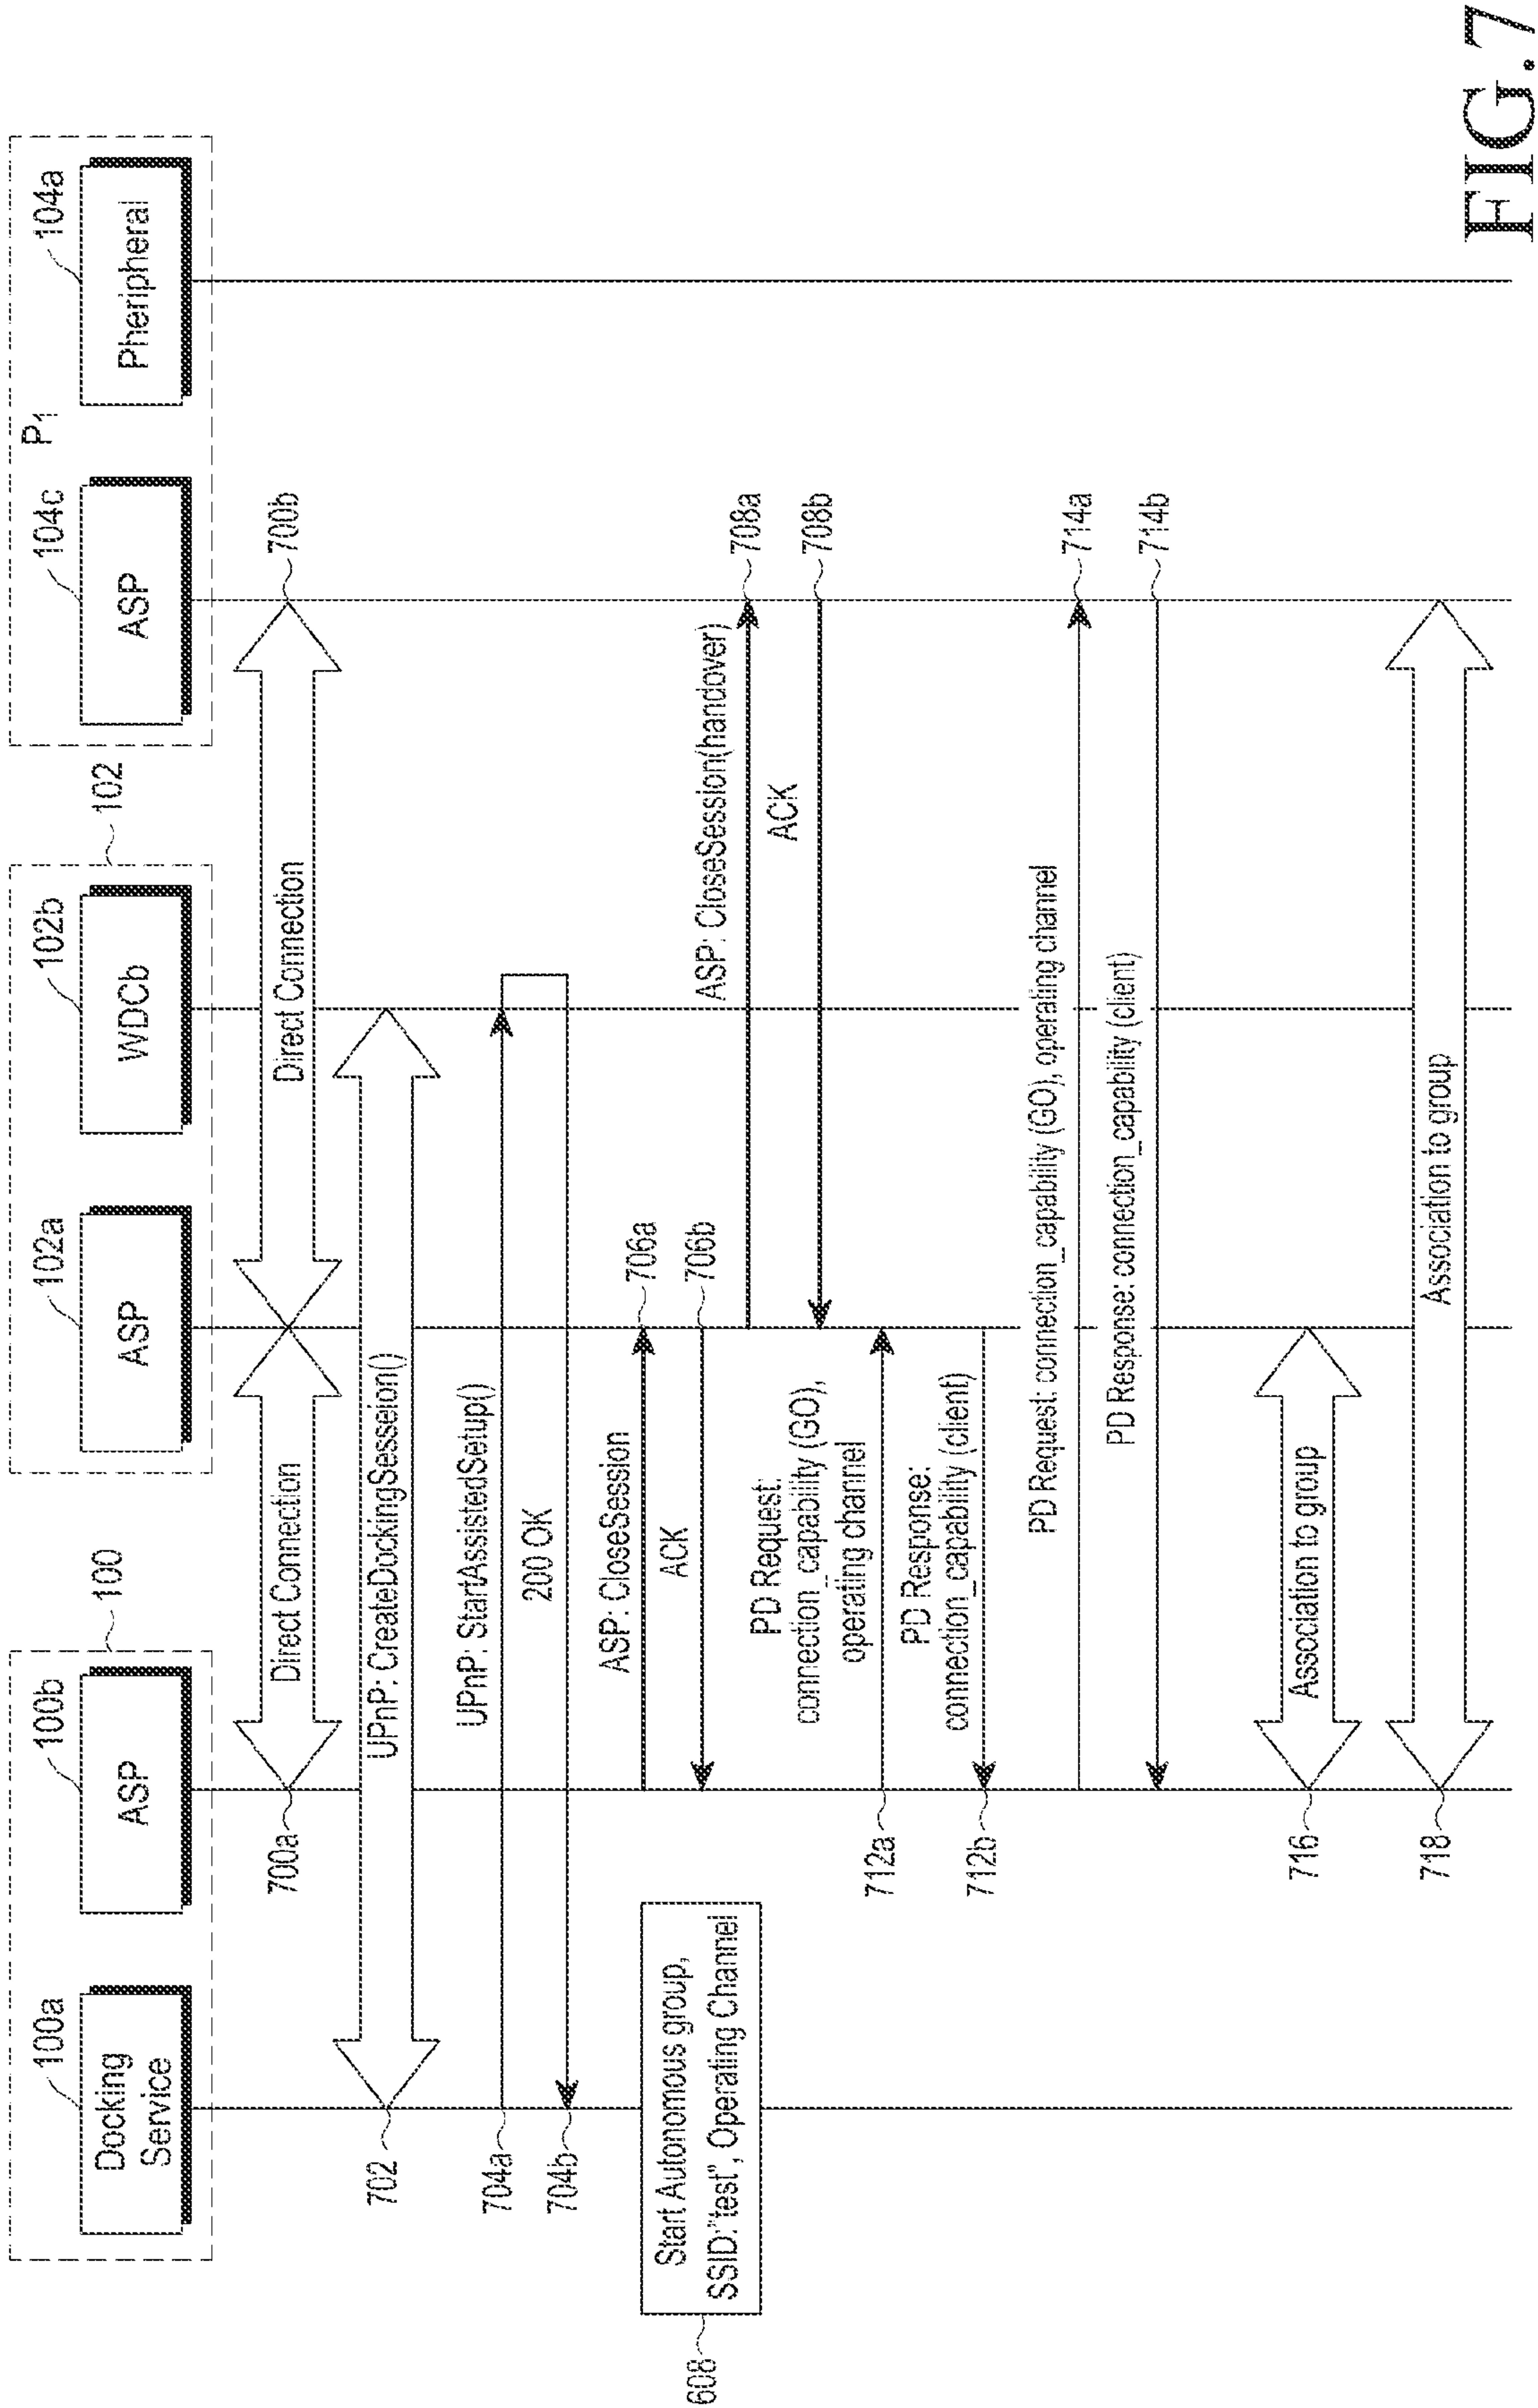 100
102
P1
100a
Docking
Service
100b
ASP
102a
ASP
102b
WDCb
104c
ASP
104a
Pheripheral
700a
Direct Connection
Direct Connection
700b
702
UPnP: CreateDockingSesseion()
704a
UPnP: StartAssistedSetup()
704b
200 OK
608
Start Autonomous group,
SSID:"test", Operating Channel
ASP: CloseSession
706a
ACK
706b
ASP: CloseSession(handover)
708a
ACK
708b
712a
PD Request:
connection_capability (GO),
operating channel
712b
PD Response:
connection_capability (client)
PD Request: connection_capability (GO), operating channel
714a
PD Response: connection_capability (client)
714b
716
Association to group
718
Association to group
FIG.7